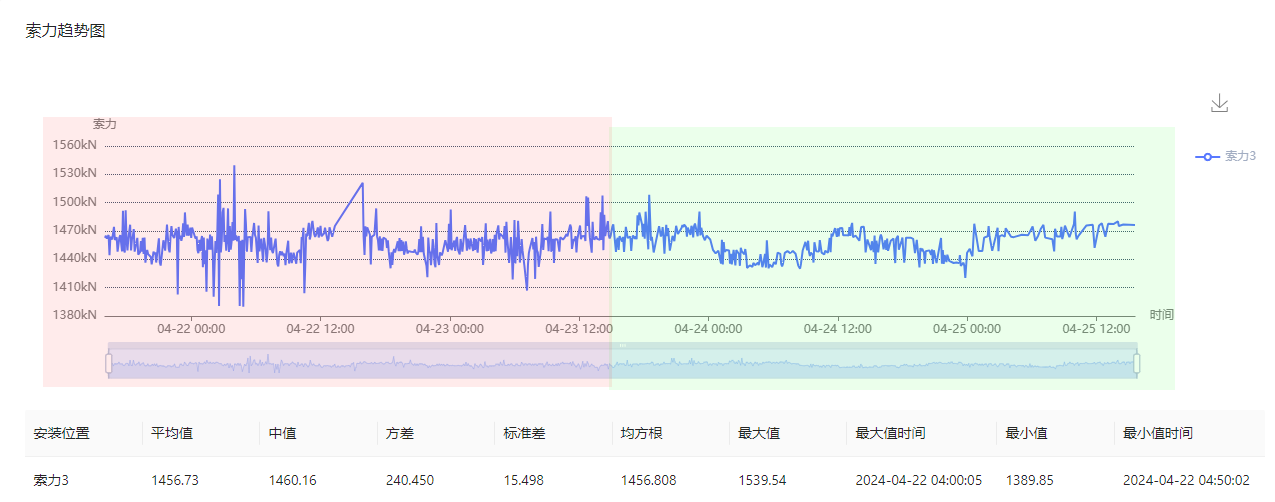 索力趋势图
索力
1560kN
1530kN
1500kN
1470kN
1440kN
1410kN
1380kN
04-22 00:00 04-22 12:00 04-23 00:00 04-23 12:00 04-24 00:00 04-24 12:00 04-25 00:00 04-25 12:00
时间
索力3
安装位置 平均值 中值 方差 标准差 均方根 最大值 最大值时间 最小值 最小值时间
索力3 1456.73 1460.16 240.450 15.498 1456.808 1539.54 2024-04-22 04:00:05 1389.85 2024-04-22 04:50:02